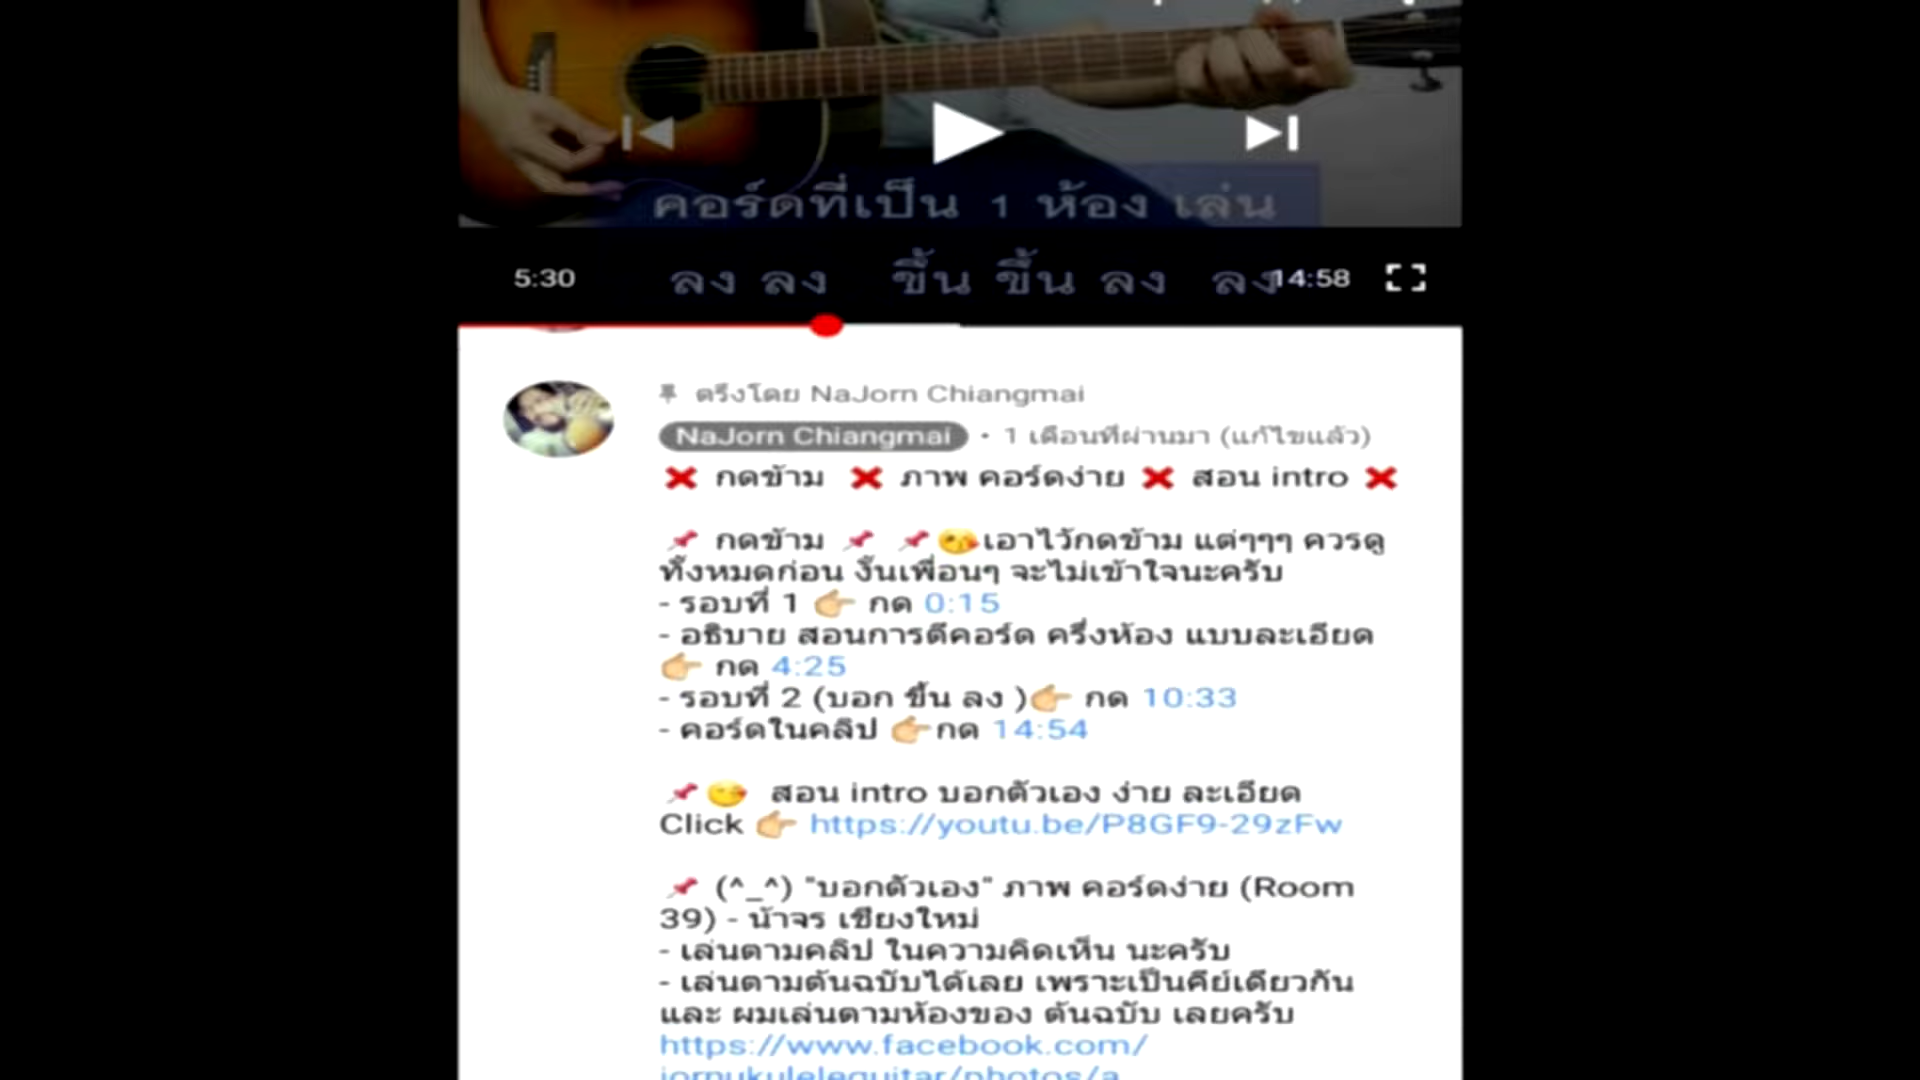 คอร์ดที่เป็น 1 ห้อง เล่น
5:30 ลง ลง ขึ้น ขึ้น ลง ลง 14:58
ตรึงโดย NaJorn Chiangmai
NaJorn Chiangmai • 1 เดือนที่ผ่านมา (แก้ไขแล้ว)
❌ กดข้าม ❌ ภาพ คอร์ดง่าย ❌ สอน intro ❌
📌 กดข้าม 📌 📌😘เอาไว้กดข้าม แต่ๆๆๆ ควรดู
ทั้งหมดก่อน งั้นเพื่อนๆ จะไม่เข้าใจนะครับ
- รอบที่ 1 👉 กด 0:15
- อธิบาย สอนการตีคอร์ด ครึ่งห้อง แบบละเอียด
👉 กด 4:25
- รอบที่ 2 (บอก ขึ้น ลง )👉 กด 10:33
- คอร์ดในคลิป 👉กด 14:54
📌😋 สอน intro บอกตัวเอง ง่าย ละเอียด
Click 👉 https://youtu.be/P8GF9-29zFw
📌 (^_^) "บอกตัวเอง" ภาพ คอร์ดง่าย (Room
39) - น้าจร เชียงใหม่
- เล่นตามคลิป ในความคิดเห็น นะครับ
- เล่นตามต้นฉบับได้เลย เพราะเป็นคีย์เดียวกัน
และ ผมเล่นตามห้องของ ต้นฉบับ เลยครับ
https://www.facebook.com/
jornukuleleguitar/photos/a